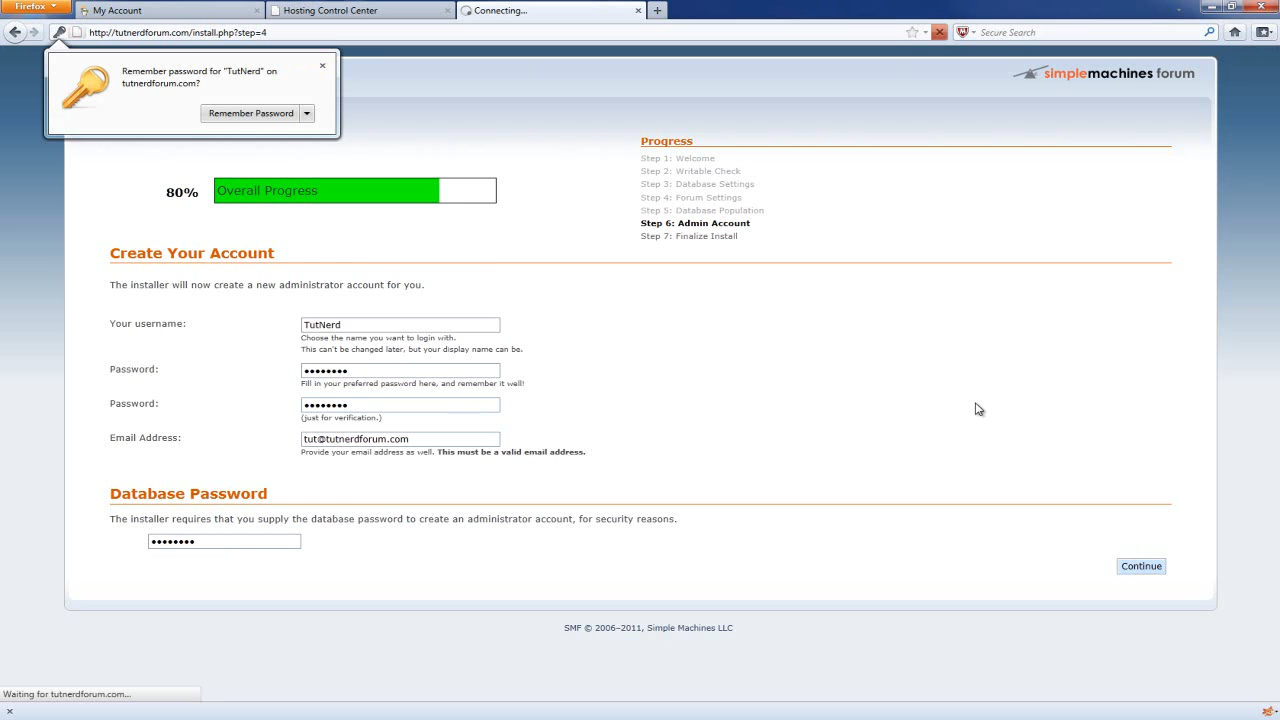 Firefox
My Account
Hosting Control Center
Connecting...
http://tutnerdforum.com/install.php?step=4
Secure Search
Remember password for "TutNerd" on
tutnerdforum.com?
Remember Password
simplemachines forum
Progress
Step 1: Welcome
Step 2: Writable Check
Step 3: Database Settings
Step 4: Forum Settings
Step 5: Database Population
Step 6: Admin Account
Step 7: Finalize Install
80%
Overall Progress
Create Your Account
The installer will now create a new administrator account for you.
Your username:
TutNerd
Choose the name you want to login with.
This can't be changed later, but your display name can be.
Password:
••••••••
Fill in your preferred password here, and remember it well!
Password:
••••••••
(just for verification.)
Email Address:
tut@tutnerdforum.com
Provide your email address as well. This must be a valid email address.
Database Password
The installer requires that you supply the database password to create an administrator account, for security reasons.
••••••••
Continue
SMF © 2006–2011, Simple Machines LLC
Waiting for tutnerdforum.com...